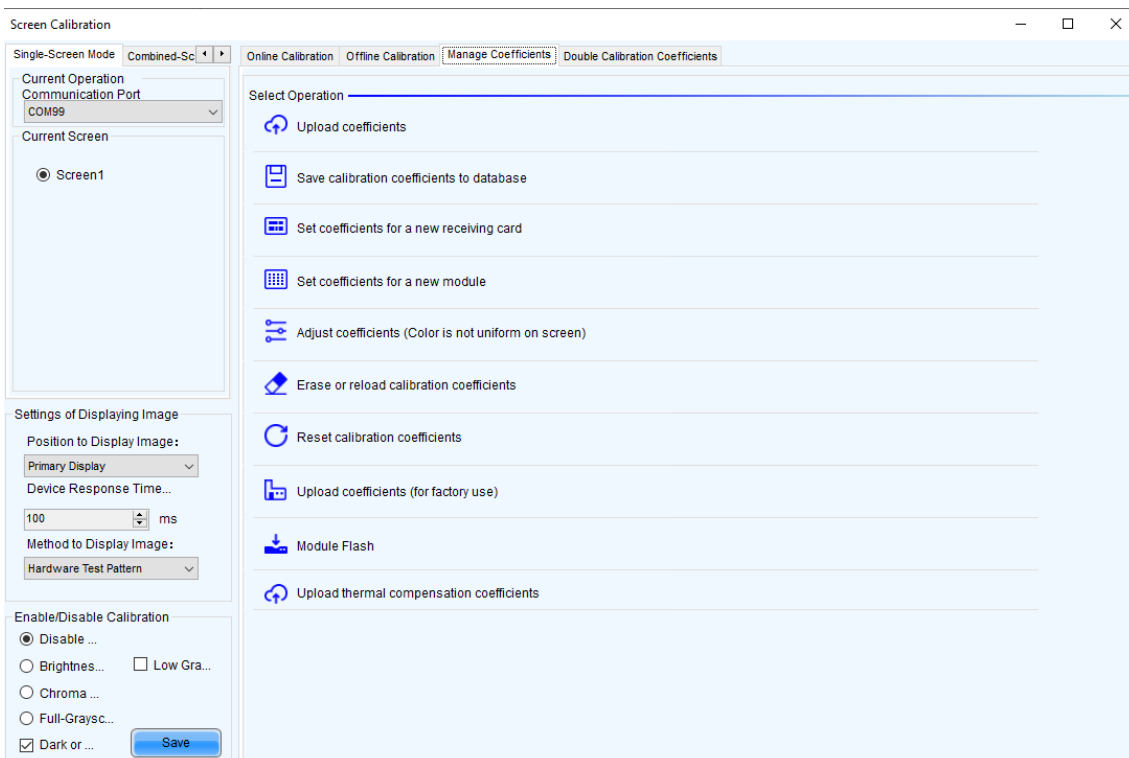 Screen Calibration
Single-Screen Mode Combined-Sc
Current Operation
Communication Port
COM99
Current Screen
Screen1
Settings of Displaying Image
Position to Display Image:
Primary Display
Device Response Time...
100 ms
Method to Display Image:
Hardware Test Pattern
Enable/Disable Calibration
Disable ...
Brightnes... Low Gra...
Chroma ...
Full-Graysc...
Dark or ... Save
Online Calibration Offline Calibration Manage Coefficients Double Calibration Coefficients
Select Operation
Upload coefficients
Save calibration coefficients to database
Set coefficients for a new receiving card
Set coefficients for a new module
Adjust coefficients (Color is not uniform on screen)
Erase or reload calibration coefficients
Reset calibration coefficients
Upload coefficients (for factory use)
Module Flash
Upload thermal compensation coefficients